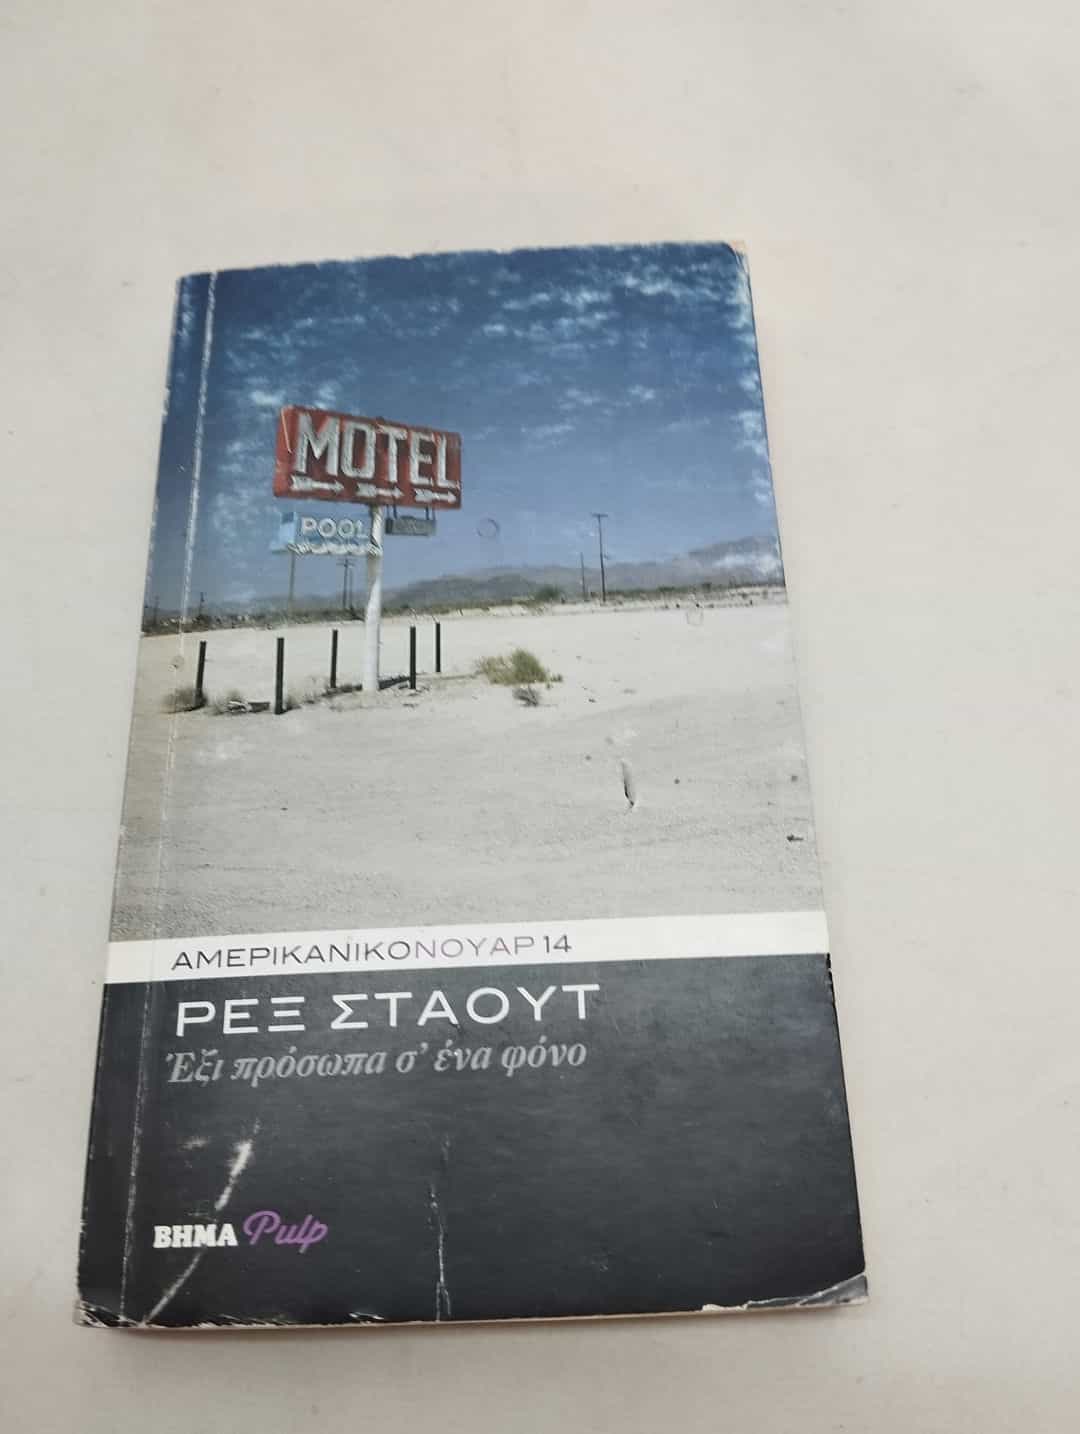 MOTEL
POOL
ΑΜΕΡΙΚΑΝΙΚΟΝΟΥΑΡ 14
ΡΕΞ ΣΤΑΟΥΤ
Έξι πρόσωπα σ' ένα φόνο
ΒΗΜΑ Pulp